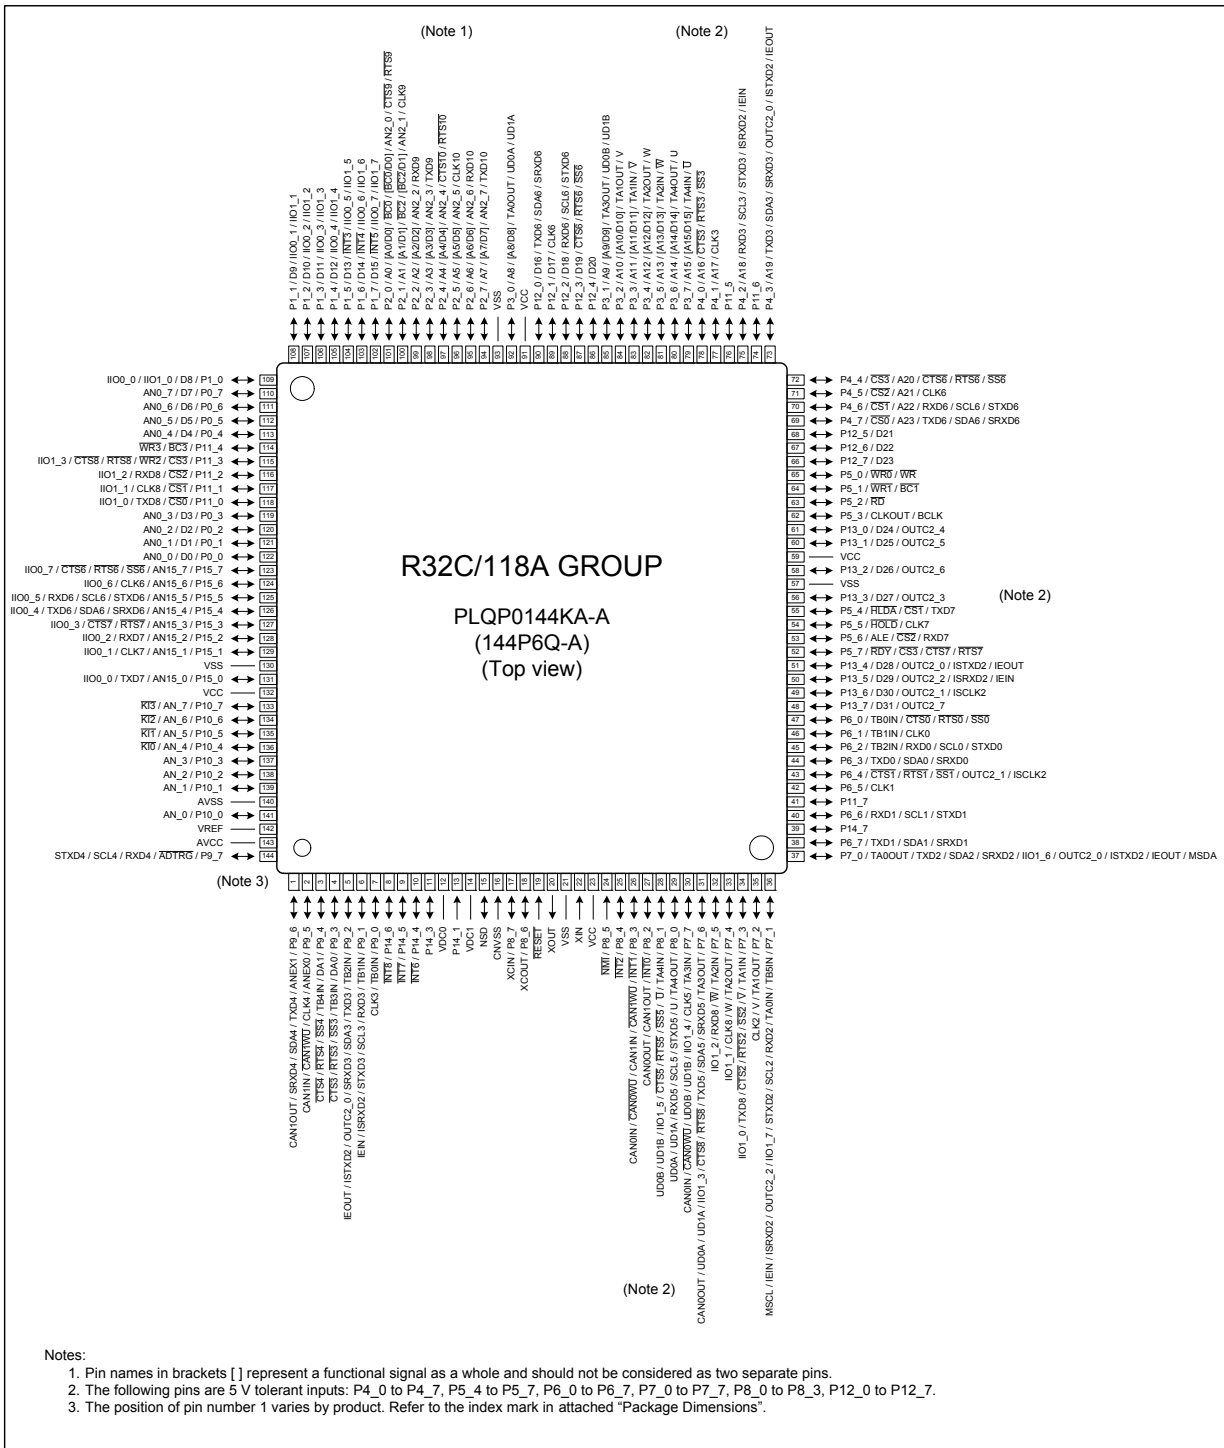 (Note 1)
(Note 2)
P1_1 / D9 / IIO0_1 / IIO1_1
P1_2 / D10 / IIO0_2 / IIO1_2
P1_3 / D11 / IIO0_3 / IIO1_3
P1_4 / D12 / IIO0_4 / IIO1_4
P1_5 / D13 / INT3 / IIO0_5 / IIO1_5
P1_6 / D14 / INT4 / IIO0_6 / IIO1_6
P1_7 / D15 / INT5 / IIO0_7 / IIO1_7
P2_0 / A0 / [A0/D0] / BC0 / [BC0/D0] / AN2_0 / CTS9 / RTS9
P2_1 / A1 / [A1/D1] / BC2 / [BC2/D1] / AN2_1 / CLK9
P2_2 / A2 / [A2/D2] / AN2_2 / RXD9
P2_3 / A3 / [A3/D3] / AN2_3 / TXD9
P2_4 / A4 / [A4/D4] / AN2_4 / CTS10 / RTS10
P2_5 / A5 / [A5/D5] / AN2_5 / CLK10
P2_6 / A6 / [A6/D6] / AN2_6 / RXD10
P2_7 / A7 / [A7/D7] / AN2_7 / TXD10
VSS
P3_0 / A8 / [A8/D8] / TA0OUT / UD0A / UD1A
VCC
P12_0 / D16 / TXD6 / SDA6 / SRXD6
P12_1 / D17 / CLK6
P12_2 / D18 / RXD6 / SCL6 / STXD6
P12_3 / D19 / CTS6 / RTS6 / SS6
P12_4 / D20
P3_1 / A9 / [A9/D9] / TA3OUT / UD0B / UD1B
P3_2 / A10 / [A10/D10] / TA1OUT / V
P3_3 / A11 / [A11/D11] / TA1IN / V
P3_4 / A12 / [A12/D12] / TA2OUT / W
P3_5 / A13 / [A13/D13] / TA2IN / W
P3_6 / A14 / [A14/D14] / TA4OUT / U
P3_7 / A15 / [A15/D15] / TA4IN / U
P4_0 / A16 / CTS3 / RTS3 / SS3
P4_1 / A17 / CLK3
P11_5
P4_2 / A18 / RXD3 / SCL3 / STXD3 / ISRXD2 / IEIN
P11_6
P4_3 / A19 / TXD3 / SDA3 / SRXD3 / OUTC2_0 / ISTXD2 / IEOUT
108 107 106 105 104 103 102 101 100 99 98 97 96 95 94 93 92 91 90 89 88 87 86 85 84 83 82 81 80 79 78 77 76 75 74 73
IIO0_0 / IIO1_0 / D8 / P1_0 109
AN0_7 / D7 / P0_7 110
AN0_6 / D6 / P0_6 111
AN0_5 / D5 / P0_5 112
AN0_4 / D4 / P0_4 113
WR3 / BC3 / P11_4 114
IIO1_3 / CTS8 / RTS8 / WR2 / CS3 / P11_3 115
IIO1_2 / RXD8 / CS2 / P11_2 116
IIO1_1 / CLK8 / CS1 / P11_1 117
IIO1_0 / TXD8 / CS0 / P11_0 118
AN0_3 / D3 / P0_3 119
AN0_2 / D2 / P0_2 120
AN0_1 / D1 / P0_1 121
AN0_0 / D0 / P0_0 122
IIO0_7 / CTS6 / RTS6 / SS6 / AN15_7 / P15_7 123
IIO0_6 / CLK6 / AN15_6 / P15_6 124
IIO0_5 / RXD6 / SCL6 / STXD6 / AN15_5 / P15_5 125
IIO0_4 / TXD6 / SDA6 / SRXD6 / AN15_4 / P15_4 126
IIO0_3 / CTS7 / RTS7 / AN15_3 / P15_3 127
IIO0_2 / RXD7 / AN15_2 / P15_2 128
IIO0_1 / CLK7 / AN15_1 / P15_1 129
VSS 130
IIO0_0 / TXD7 / AN15_0 / P15_0 131
VCC 132
KI3 / AN_7 / P10_7 133
KI2 / AN_6 / P10_6 134
KI1 / AN_5 / P10_5 135
KI0 / AN_4 / P10_4 136
AN_3 / P10_3 137
AN_2 / P10_2 138
AN_1 / P10_1 139
AVSS 140
AN_0 / P10_0 141
VREF 142
AVCC 143
STXD4 / SCL4 / RXD4 / ADTRG / P9_7 144
R32C/118A GROUP
PLQP0144KA-A
(144P6Q-A)
(Top view)
72 P4_4 / CS3 / A20 / CTS6 / RTS6 / SS6
71 P4_5 / CS2 / A21 / CLK6
70 P4_6 / CS1 / A22 / RXD6 / SCL6 / STXD6
69 P4_7 / CS0 / A23 / TXD6 / SDA6 / SRXD6
68 P12_5 / D21
67 P12_6 / D22
66 P12_7 / D23
65 P5_0 / WR0 / WR
64 P5_1 / WR1 / BC1
63 P5_2 / RD
62 P5_3 / CLKOUT / BCLK
61 P13_0 / D24 / OUTC2_4
60 P13_1 / D25 / OUTC2_5
59 VCC
58 P13_2 / D26 / OUTC2_6
57 VSS
56 P13_3 / D27 / OUTC2_3
(Note 2)
55 P5_4 / HLDA / CS1 / TXD7
54 P5_5 / HOLD / CLK7
53 P5_6 / ALE / CS2 / RXD7
52 P5_7 / RDY / CS3 / CTS7 / RTS7
51 P13_4 / D28 / OUTC2_0 / ISTXD2 / IEOUT
50 P13_5 / D29 / OUTC2_2 / ISRXD2 / IEIN
49 P13_6 / D30 / OUTC2_1 / ISCLK2
48 P13_7 / D31 / OUTC2_7
47 P6_0 / TB0IN / CTS0 / RTS0 / SS0
46 P6_1 / TB1IN / CLK0
45 P6_2 / TB2IN / RXD0 / SCL0 / STXD0
44 P6_3 / TXD0 / SDA0 / SRXD0
43 P6_4 / CTS1 / RTS1 / SS1 / OUTC2_1 / ISCLK2
42 P6_5 / CLK1
41 P11_7
40 P6_6 / RXD1 / SCL1 / STXD1
39 P14_7
38 P6_7 / TXD1 / SDA1 / SRXD1
37 P7_0 / TA0OUT / TXD2 / SDA2 / SRXD2 / IIO1_6 / OUTC2_0 / ISTXD2 / IEOUT / MSDA
(Note 3)
1 2 3 4 5 6 7 8 9 10 11 12 13 14 15 16 17 18 19 20 21 22 23 24 25 26 27 28 29 30 31 32 33 34 35 36
CAN1OUT / SRXD4 / SDA4 / TXD4 / ANEX1 / P9_6
CAN1IN / CAN1WU / CLK4 / ANEX0 / P9_5
CTS4 / RTS4 / SS4 / TB4IN / DA1 / P9_4
CTS3 / RTS3 / SS3 / TB3IN / DA0 / P9_3
IEOUT / ISTXD2 / OUTC2_0 / SRXD3 / SDA3 / TXD3 / TB2IN / P9_2
IEIN / ISRXD2 / STXD3 / SCL3 / RXD3 / TB1IN / P9_1
CLK3 / TB0IN / P9_0
INT8 / P14_6
INT7 / P14_5
INT6 / P14_4
P14_3
VDC0
P14_1
VDC1
NSD
CNVSS
XCIN / P8_7
XCOUT / P8_6
RESET
XOUT
VSS
XIN
VCC
NMI / P8_5
INT2 / P8_4
CAN0IN / CAN0WU / CAN1IN / CAN1WU / INT1 / P8_3
CAN0OUT / CAN1OUT / INT0 / P8_2
UD0B / UD1B / IIO1_5 / CTS5 / RTS5 / SS5 / U / TA4IN / P8_1
UD0A / UD1A / RXD5 / SCL5 / STXD5 / U / TA4OUT / P8_0
CAN0IN / CAN0WU / UD0B / UD1B / IIO1_4 / CLK5 / TA3IN / P7_7
CAN0OUT / UD0A / UD1A / IIO1_3 / CTS8 / RTS8 / TXD5 / SDA5 / SRXD5 / TA3OUT / P7_6
IIO1_2 / RXD8 / W / TA2IN / P7_5
IIO1_1 / CLK8 / W / TA2OUT / P7_4
IIO1_0 / TXD8 / CTS2 / RTS2 / SS2 / V / TA1IN / P7_3
CLK2 / V / TA1OUT / P7_2
MSCL / IEIN / ISRXD2 / OUTC2_2 / IIO1_7 / STXD2 / SCL2 / RXD2 / TA0IN / TB5IN / P7_1
(Note 2)
Notes:
1. Pin names in brackets [ ] represent a functional signal as a whole and should not be considered as two separate pins.
2. The following pins are 5 V tolerant inputs: P4_0 to P4_7, P5_4 to P5_7, P6_0 to P6_7, P7_0 to P7_7, P8_0 to P8_3, P12_0 to P12_7.
3. The position of pin number 1 varies by product. Refer to the index mark in attached “Package Dimensions”.